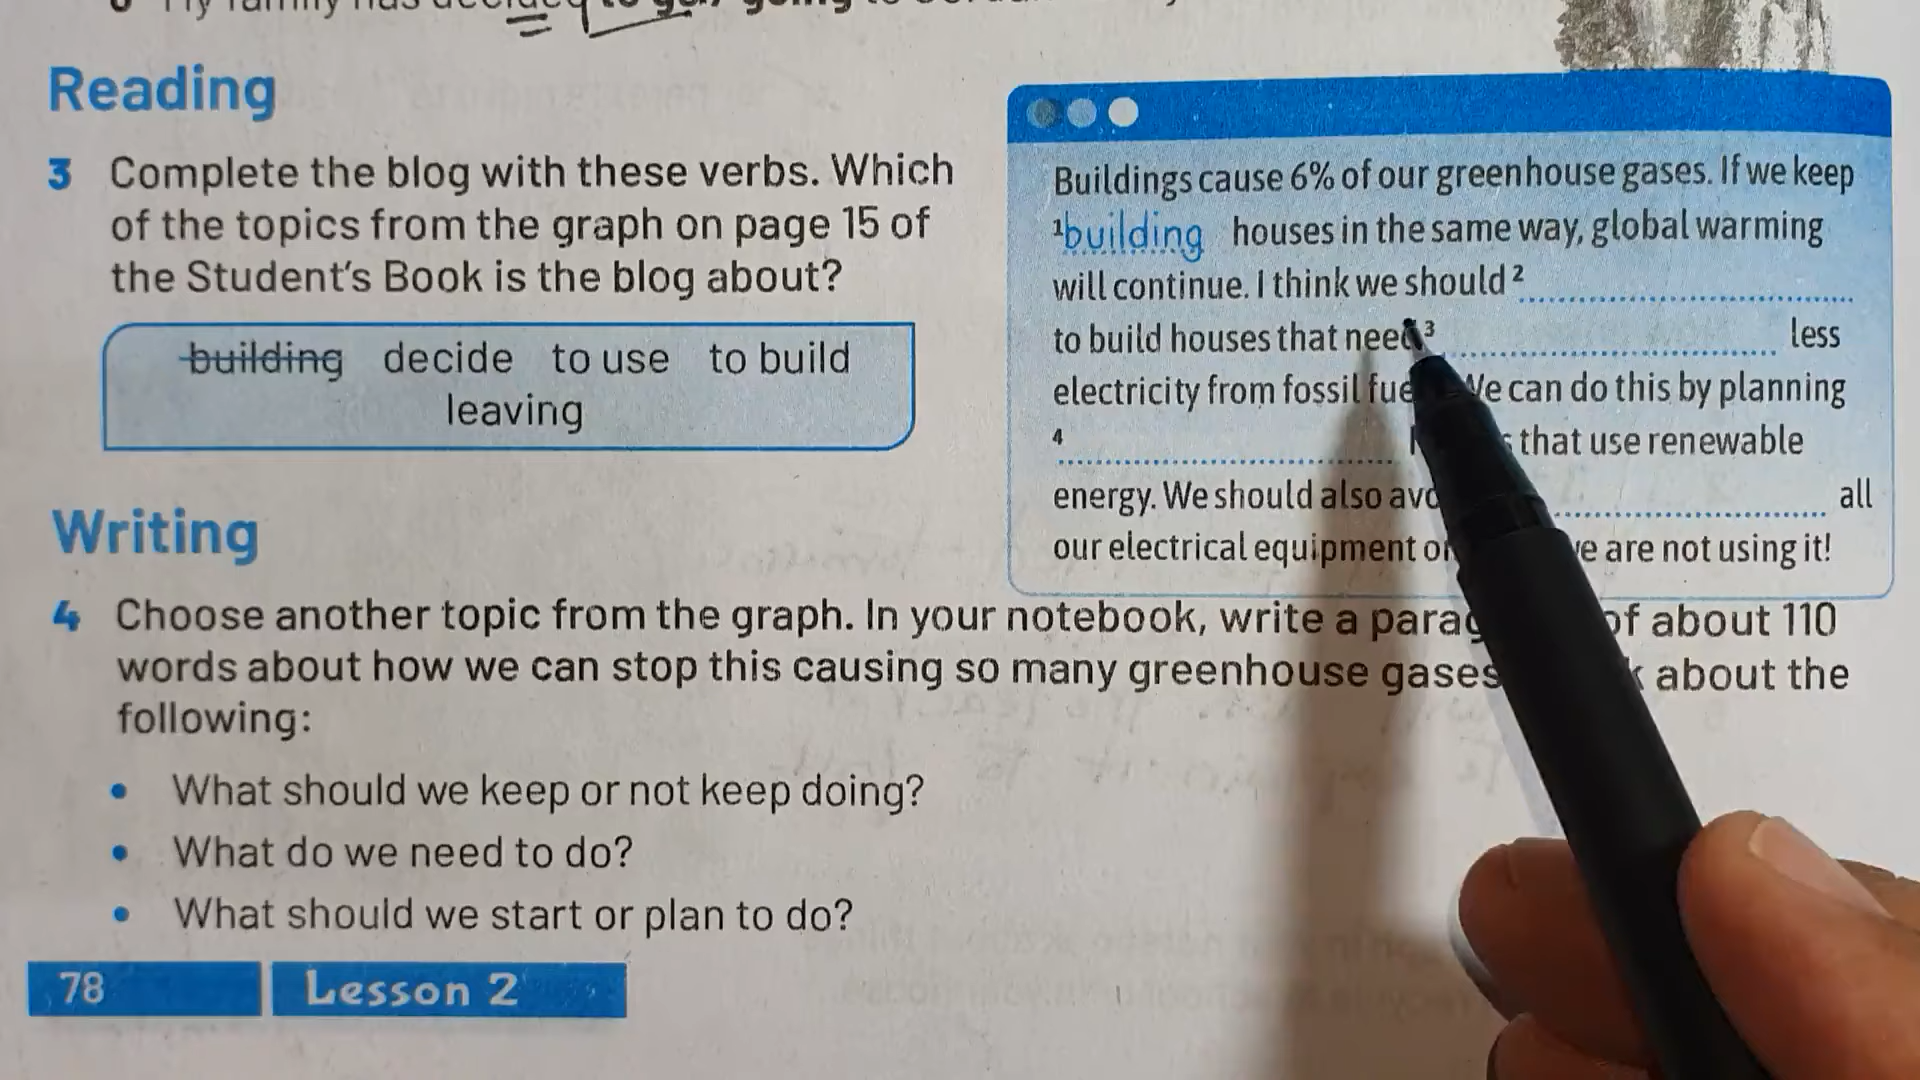 Reading
3 Complete the blog with these verbs. Which
of the topics from the graph on page 15 of
the Student's Book is the blog about?
building decide to use to build
leaving
Buildings cause 6% of our greenhouse gases. If we keep
1 building houses in the same way, global warming
will continue. I think we should 2
to build houses that need 3 less
electricity from fossil We can do this by planning
4 that use renewable
energy. We should also all
our electrical equipment are not using it!
Writing
4 Choose another topic from the graph. In your notebook, write a of about 110
words about how we can stop this causing so many greenhouse gases about the
following:
• What should we keep or not keep doing?
• What do we need to do?
• What should we start or plan to do?
78 Lesson 2